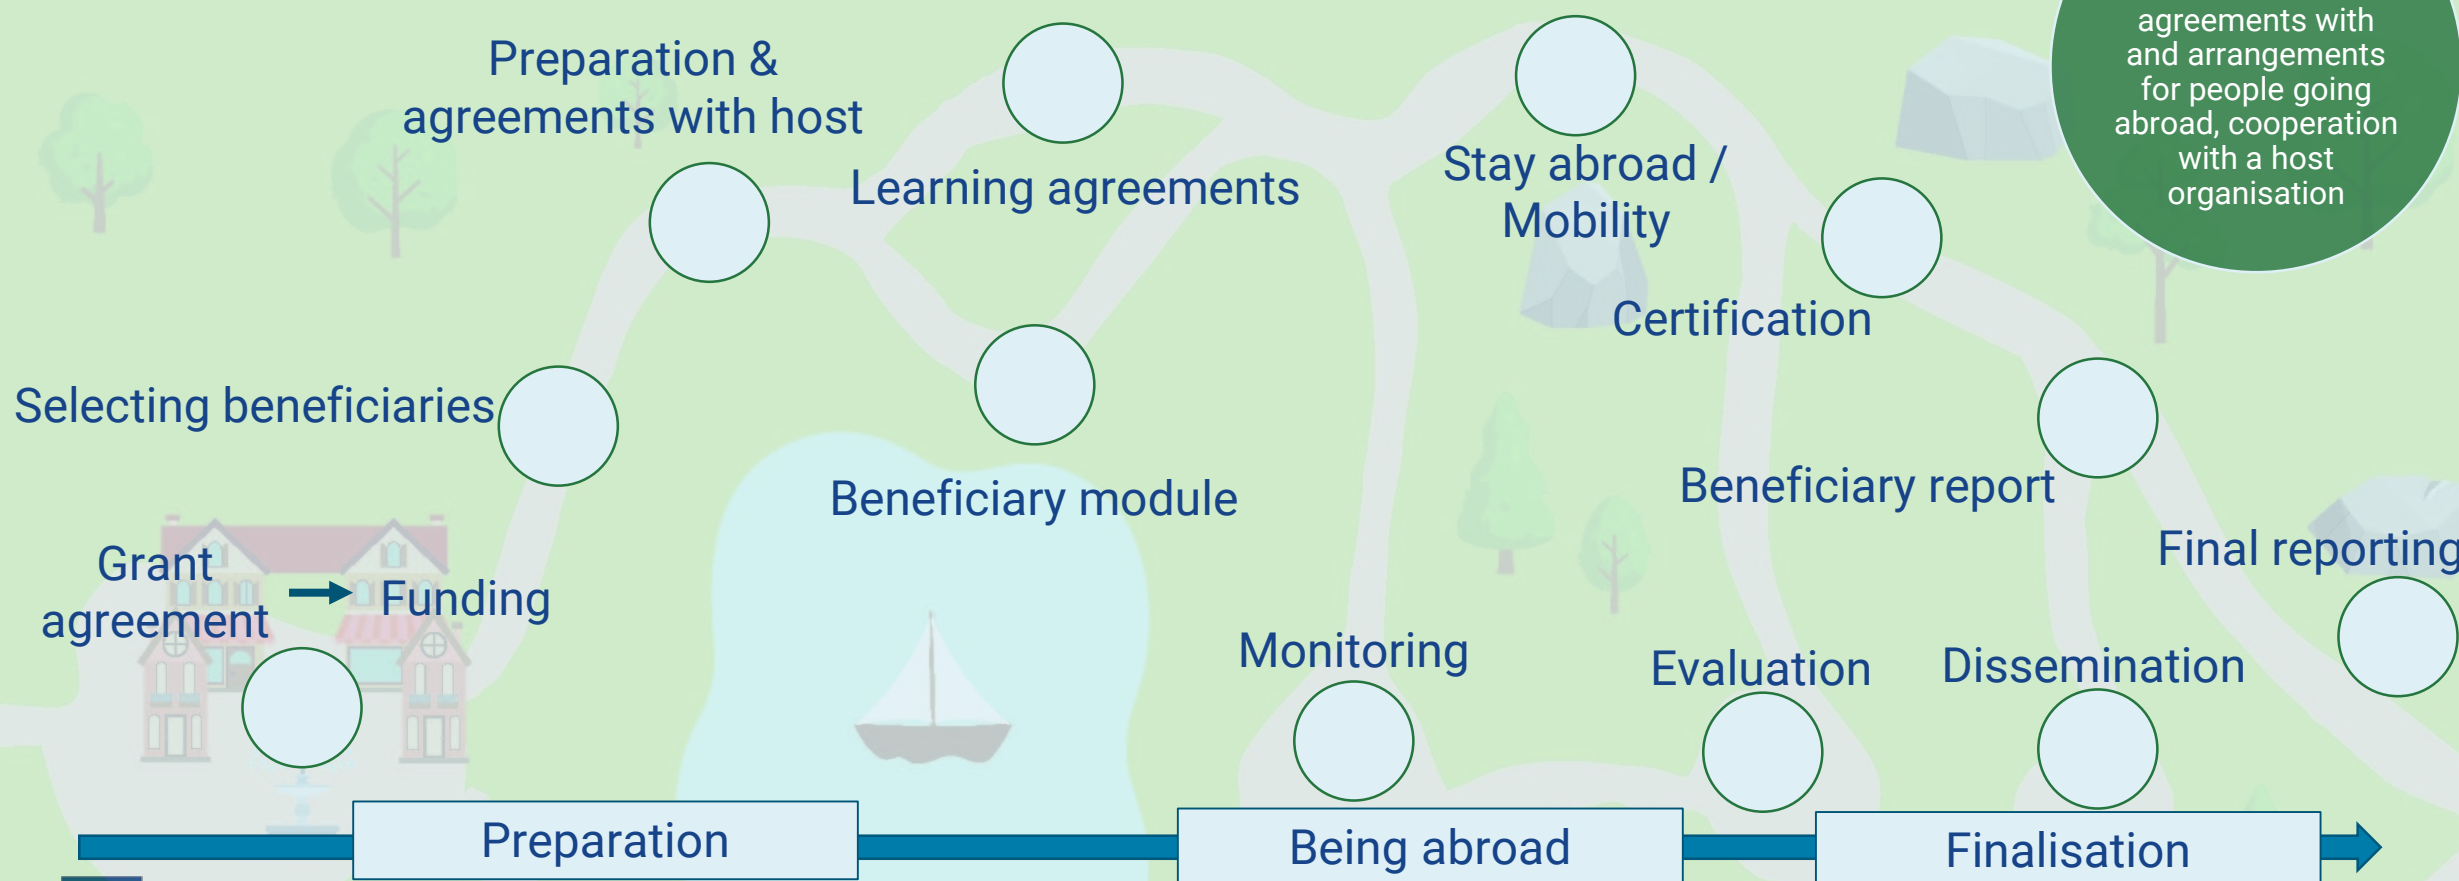 agreements with
and arrangements
for people going
abroad, cooperation
with a host
organisation
Preparation &
agreements with host
Learning agreements
Stay abroad /
Mobility
Certification
Selecting beneficiaries
Beneficiary module
Beneficiary report
Grant
agreement
Funding
Final reporting
Monitoring
Evaluation
Dissemination
Preparation
Being abroad
Finalisation